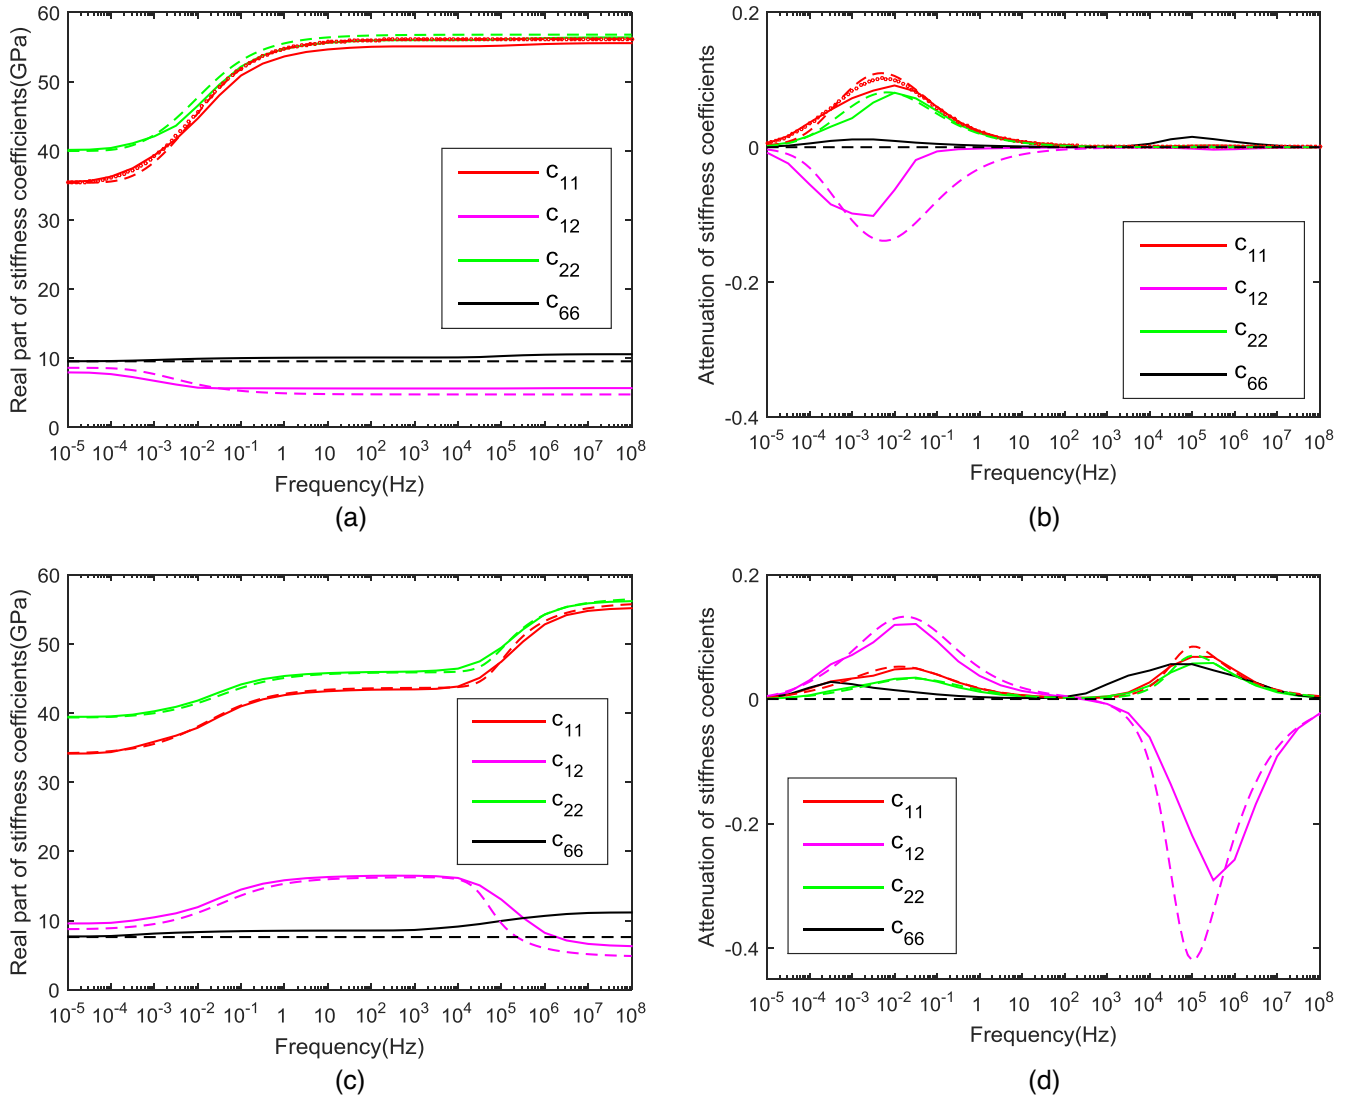 Real part of stiffness coefficients(GPa)
60
50
40
30
20
10
0
c11
c12
c22
c66
10-5 10-4 10-3 10-2 10-1 1 10 102 103 104 105 106 107 108
Frequency(Hz)
(a)
Attenuation of stiffness coefficients
0.2
0
-0.2
-0.4
c11
c12
c22
c66
10-5 10-4 10-3 10-2 10-1 1 10 102 103 104 105 106 107 108
Frequency(Hz)
(b)
Real part of stiffness coefficients(GPa)
60
50
40
30
20
10
0
c11
c12
c22
c66
10-5 10-4 10-3 10-2 10-1 1 10 102 103 104 105 106 107 108
Frequency(Hz)
(c)
Attenuation of stiffness coefficients
0.2
0
-0.2
-0.4
c11
c12
c22
c66
10-5 10-4 10-3 10-2 10-1 1 10 102 103 104 105 106 107 108
Frequency(Hz)
(d)